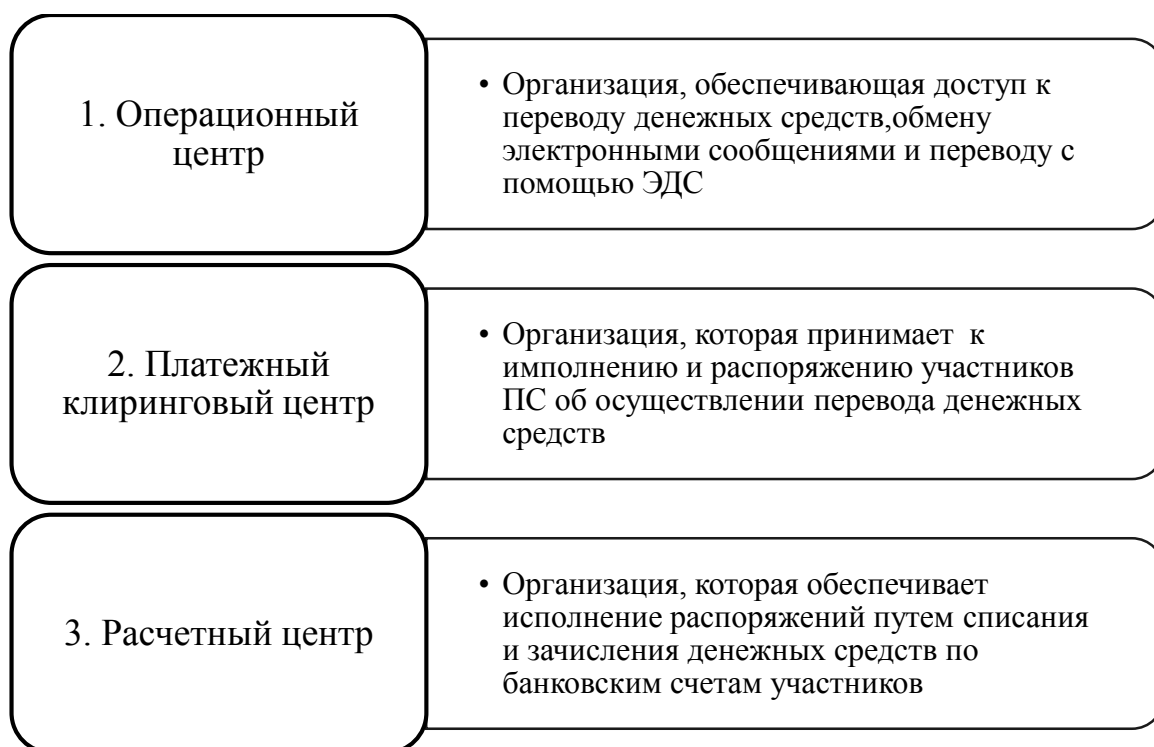 1. Операционный
центр
• Организация, обеспечивающая доступ к
переводу денежных средств,обмену
электронными сообщениями и переводу с
помощью ЭДС
2. Платежный
клиринговый центр
• Организация, которая принимает к
имполнению и распоряжению участников
ПС об осуществлении перевода денежных
средств
3. Расчетный центр
• Организация, которая обеспечивает
исполнение распоряжений путем списания
и зачисления денежных средств по
банковским счетам участников